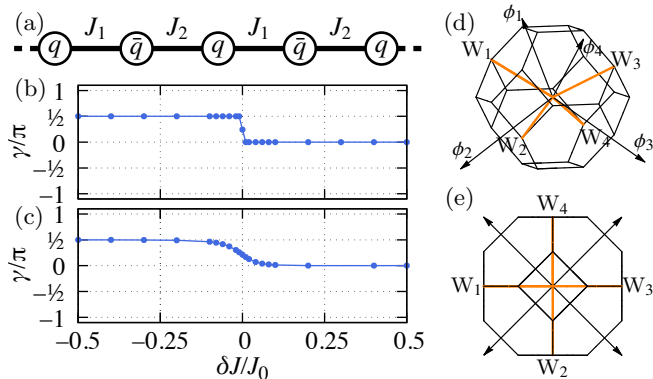 (a) q J₁ q̄ J₂ q J₁ q̄ J₂ q
(b)
γ/π
1
½
0
−½
−1
(c)
γ/π
1
½
0
−½
−1
−0.5 −0.25 0 0.25 0.5
δJ/J₀
(d)
ϕ₁
ϕ₄
W₁
W₃
W₂
W₄
ϕ₂
ϕ₃
(e)
W₄
W₁
W₃
W₂